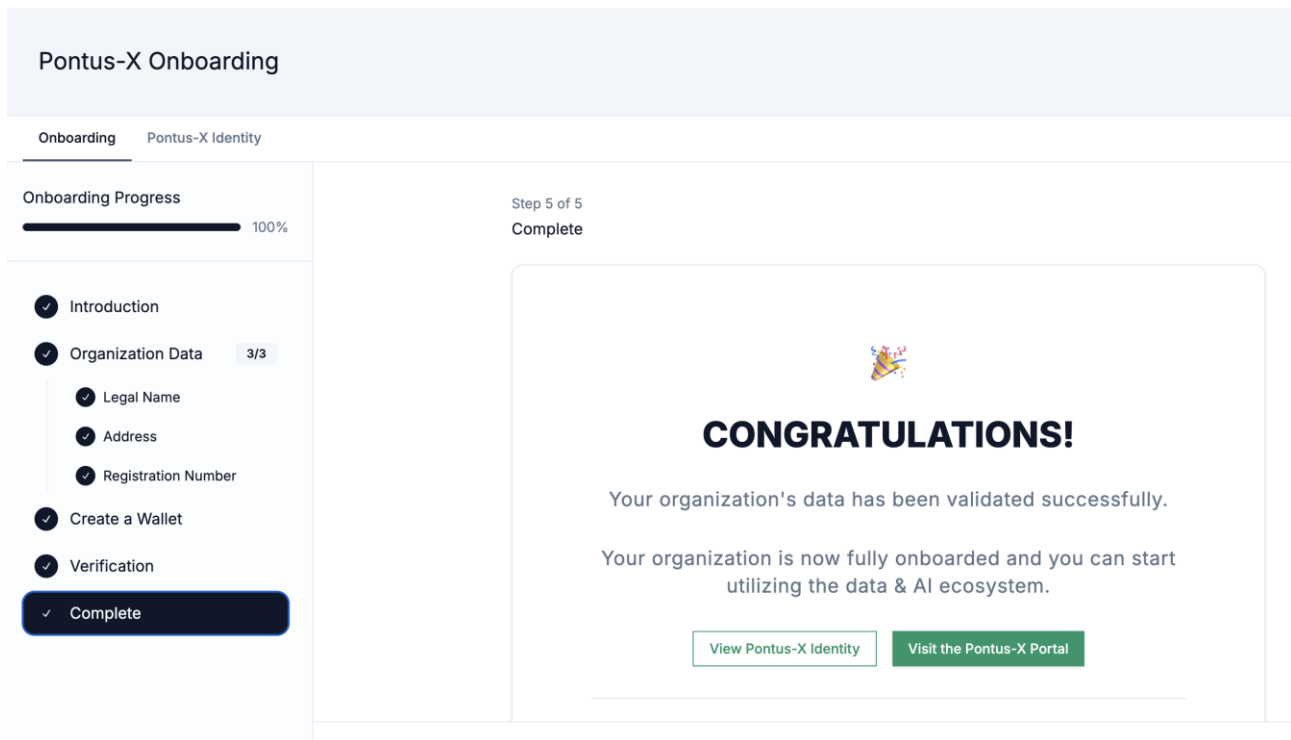 Pontus-X Onboarding
Onboarding
Pontus-X Identity
Onboarding Progress
100%
Introduction
Organization Data
3/3
Legal Name
Address
Registration Number
Create a Wallet
Verification
Complete
Step 5 of 5
Complete
CONGRATULATIONS!
Your organization's data has been validated successfully.
Your organization is now fully onboarded and you can start
utilizing the data & AI ecosystem.
View Pontus-X Identity
Visit the Pontus-X Portal